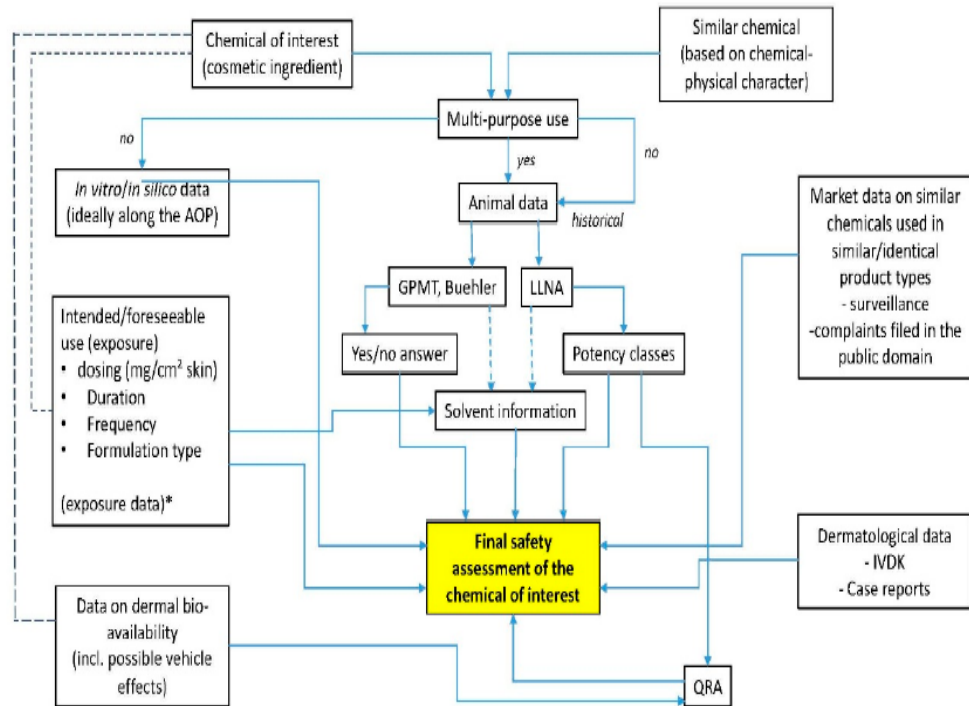 Chemical of interest
(cosmetic ingredient)
Similar chemical
(based on chemical-
physical character)
Multi-purpose use
no
yes
no
In vitro/in silico data
(ideally along the AOP)
Animal data
historical
Market data on similar
chemicals used in
similar/identical
product types
- surveillance
-complaints filed in the
public domain
GPMT, Buehler
LLNA
Intended/foreseeable
use (exposure)
• dosing (mg/cm² skin)
• Duration
• Frequency
• Formulation type
(exposure data)*
Yes/no answer
Potency classes
Solvent information
Final safety
assessment of the
chemical of interest
Dermatological data
- IVDK
- Case reports
Data on dermal bio-
availability
(incl. possible vehicle
effects)
QRA